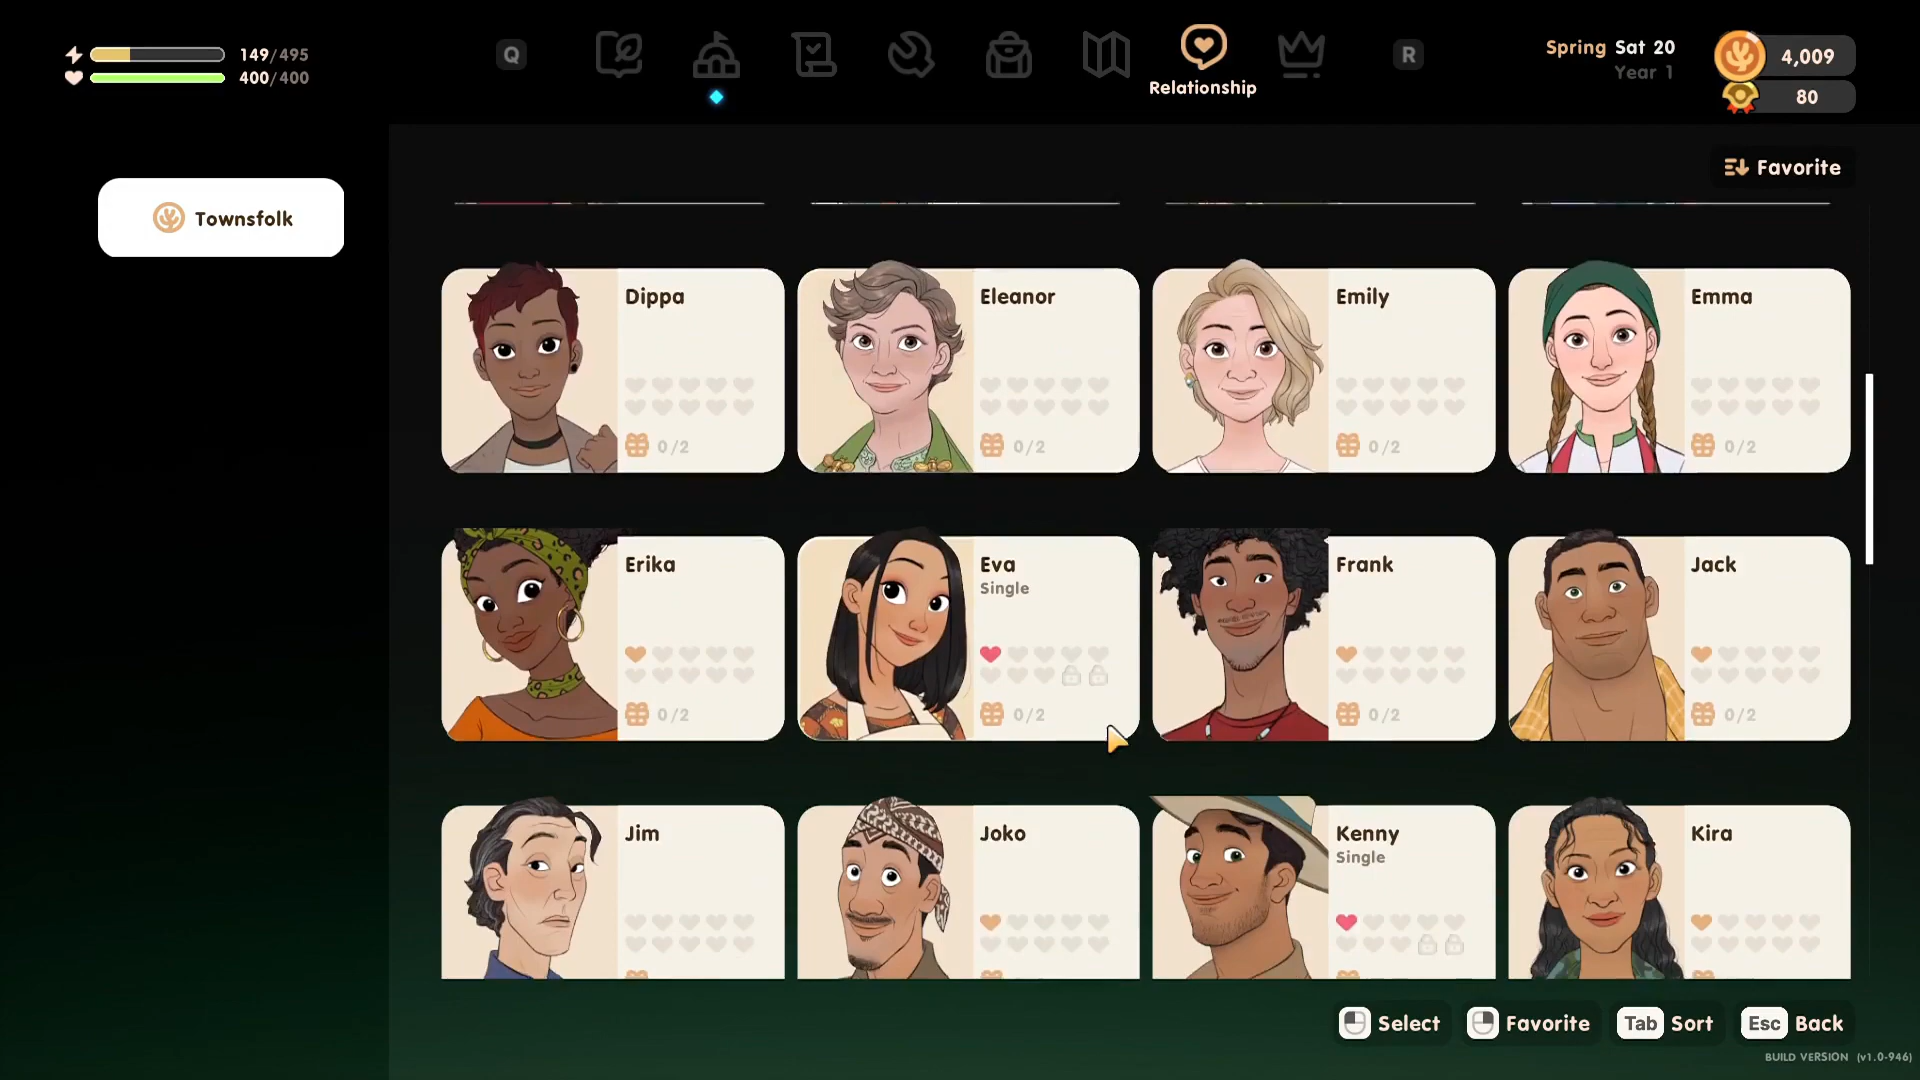 149/495
400/400
Q
Relationship
R
Spring Sat 20
Year 1
4,009
80
Townsfolk
Favorite
Dippa
0/2
Eleanor
0/2
Emily
0/2
Emma
0/2
Erika
0/2
Eva
Single
0/2
Frank
0/2
Jack
0/2
Jim
Joko
Kenny
Single
Kira
Select
Favorite
Tab Sort
Esc Back
BUILD VERSION (v1.0-946)